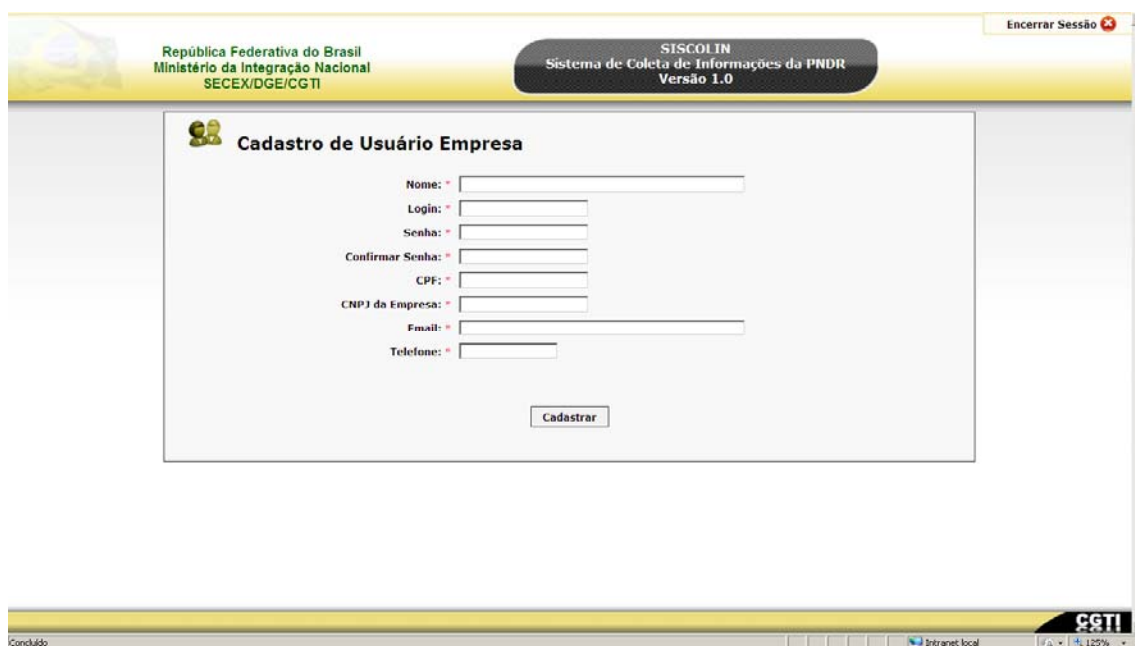 Encerrar Sessão
República Federativa do Brasil
Ministério da Integração Nacional
SECEX/DGE/CGTI
SISCOLIN
Sistema de Coleta de Informações da PNDR
Versão 1.0
Cadastro de Usuário Empresa
Nome: *
Login: *
Senha: *
Confirmar Senha: *
CPF: *
CNPJ da Empresa: *
Email: *
Telefone: *
Cadastrar
CGTI
Concluído
Intranet local
125%